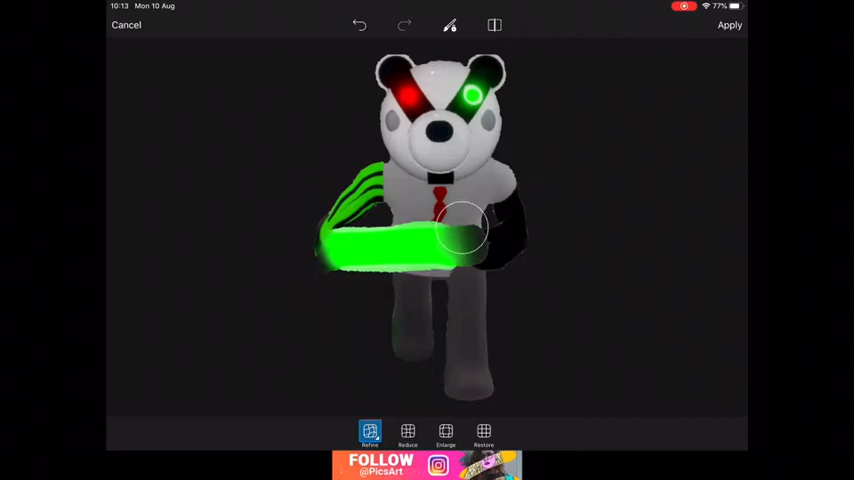 10:13 Mon 10 Aug
77%
Cancel
Apply
Refine
Reduce
Enlarge
Restore
FOLLOW
@PicsArt